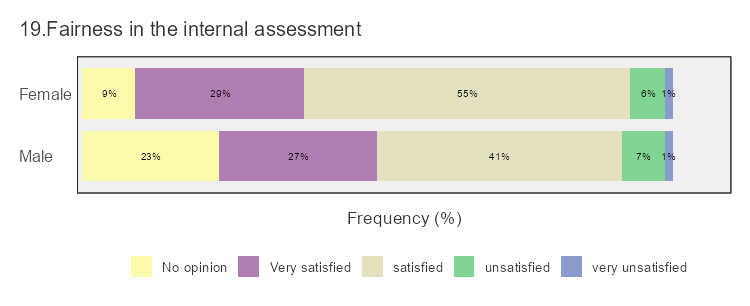 19.Fairness in the internal assessment
Female 9% 29% 55% 6% 1%
Male 23% 27% 41% 7% 1%
Frequency (%)
No opinion Very satisfied satisfied unsatisfied very unsatisfied